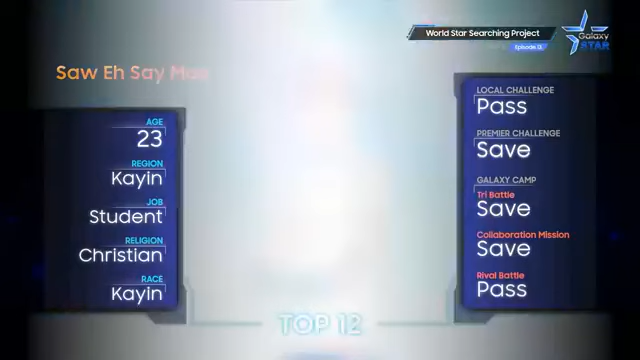 World Star Searching Project
Episode 13
Galaxy
STAR
Saw Eh Say
AGE
23
REGION
Kayin
JOB
Student
RELIGION
Christian
RACE
Kayin
LOCAL CHALLENGE
Pass
PREMIER CHALLENGE
Save
GALAXY CAMP
Tri Battle
Save
Collaboration Mission
Save
Rival Battle
Pass
TOP 12